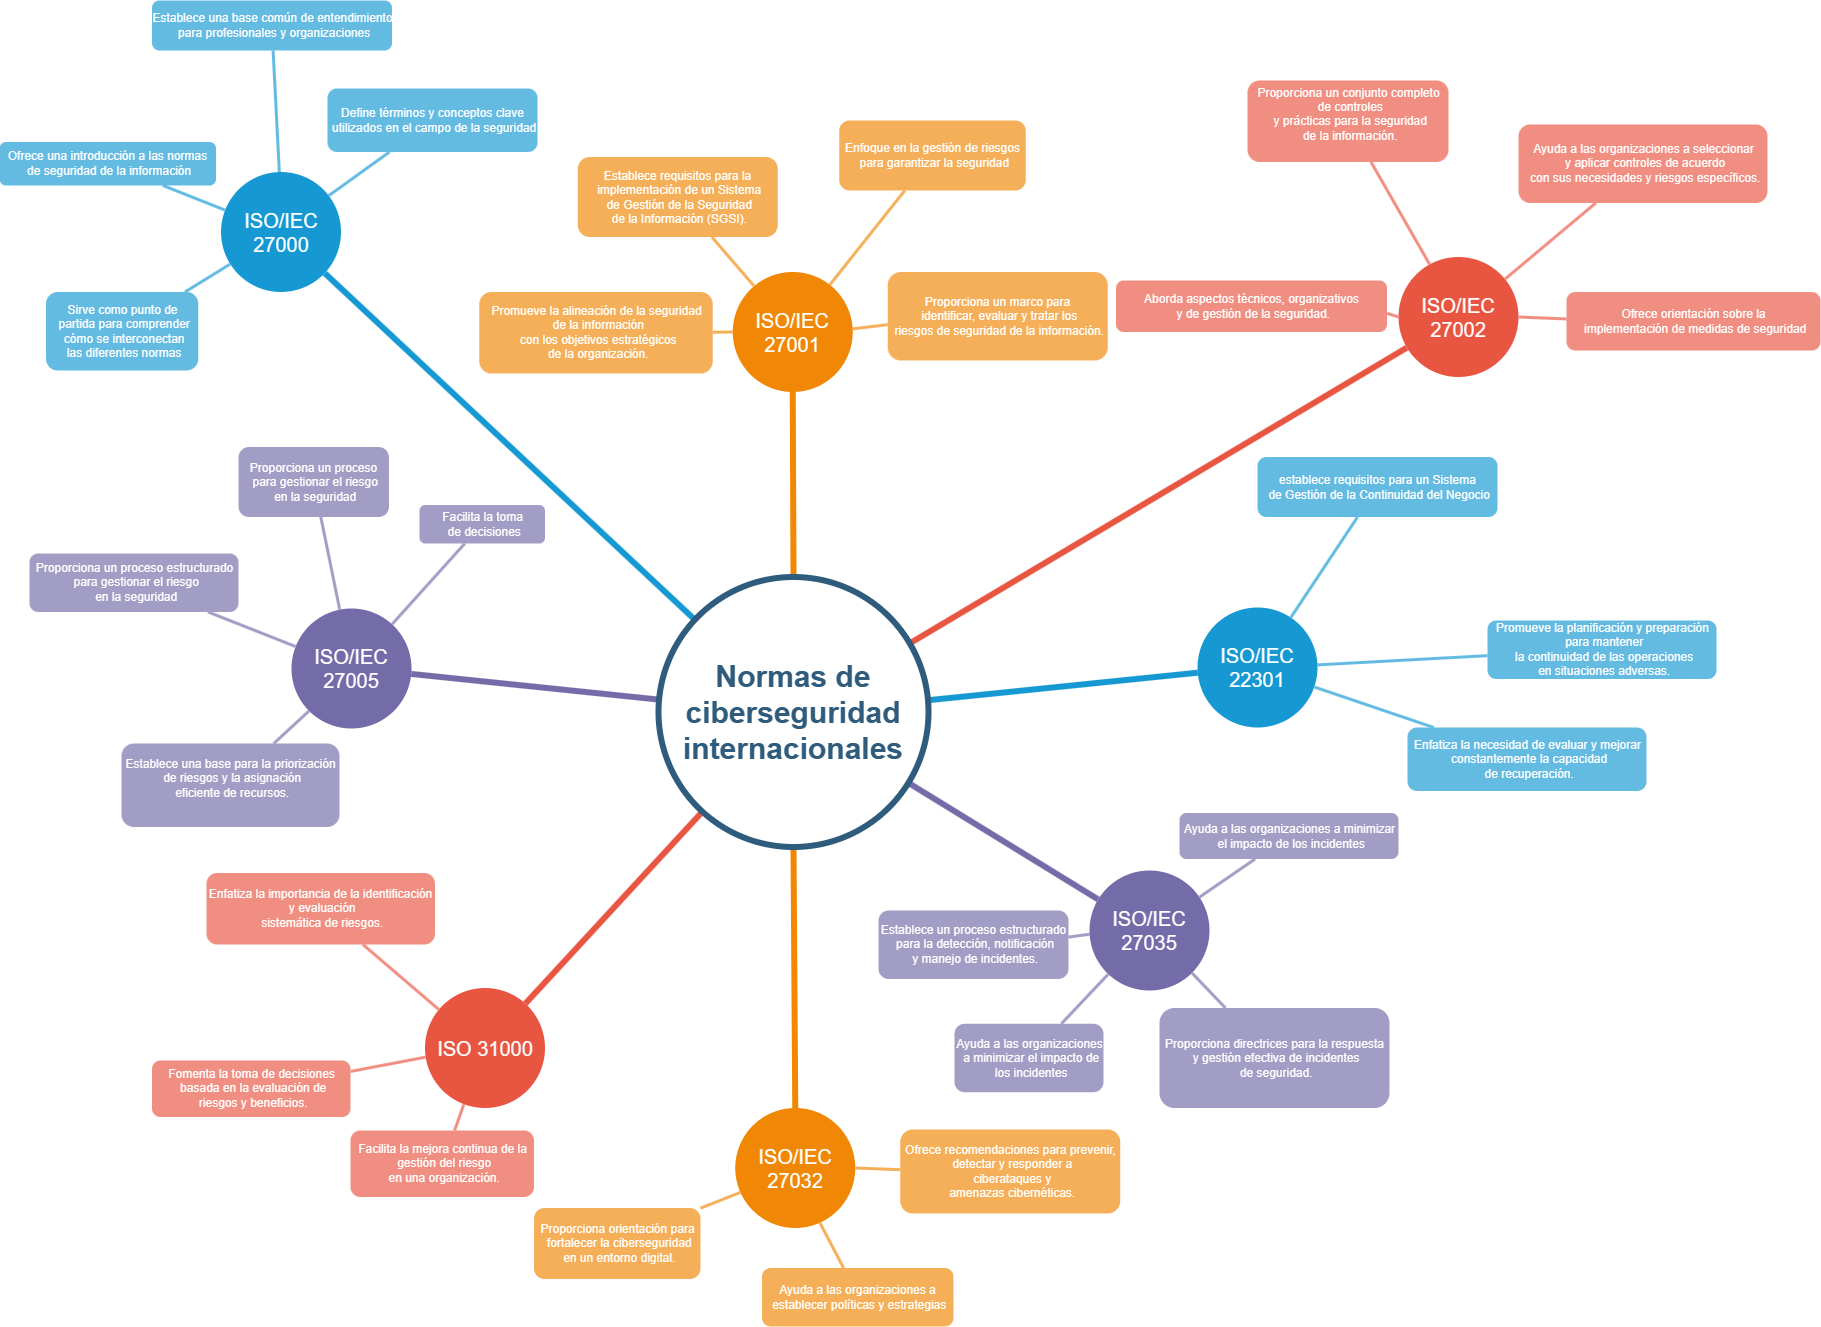 Establece una base común de entendimiento
para profesionales y organizaciones
Define términos y conceptos clave
utilizados en el campo de la seguridad
Ofrece una introducción a las normas
de seguridad de la información
ISO/IEC
27000
Sirve como punto de
partida para comprender
cómo se interconectan
las diferentes normas
Enfoque en la gestión de riesgos
para garantizar la seguridad
Establece requisitos para la
implementación de un Sistema
de Gestión de la Seguridad
de la Información (SGSI).
Promueve la alineación de la seguridad
de la información
con los objetivos estratégicos
de la organización.
ISO/IEC
27001
Proporciona un marco para
identificar, evaluar y tratar los
riesgos de seguridad de la información.
Proporciona un conjunto completo
de controles
y prácticas para la seguridad
de la información.
Ayuda a las organizaciones a seleccionar
y aplicar controles de acuerdo
con sus necesidades y riesgos específicos.
Aborda aspectos técnicos, organizativos
y de gestión de la seguridad.
ISO/IEC
27002
Ofrece orientación sobre la
implementación de medidas de seguridad
Proporciona un proceso
para gestionar el riesgo
en la seguridad
Facilita la toma
de decisiones
Proporciona un proceso estructurado
para gestionar el riesgo
en la seguridad
ISO/IEC
27005
Establece una base para la priorización
de riesgos y la asignación
eficiente de recursos.
Normas de
ciberseguridad
internacionales
establece requisitos para un Sistema
de Gestión de la Continuidad del Negocio
ISO/IEC
22301
Promueve la planificación y preparación
para mantener
la continuidad de las operaciones
en situaciones adversas.
Enfatiza la necesidad de evaluar y mejorar
constantemente la capacidad
de recuperación.
Ayuda a las organizaciones a minimizar
el impacto de los incidentes
Establece un proceso estructurado
para la detección, notificación
y manejo de incidentes.
ISO/IEC
27035
Ayuda a las organizaciones
a minimizar el impacto de
los incidentes
Proporciona directrices para la respuesta
y gestión efectiva de incidentes
de seguridad.
Enfatiza la importancia de la identificación
y evaluación
sistemática de riesgos.
ISO 31000
Fomenta la toma de decisiones
basada en la evaluación de
riesgos y beneficios.
Facilita la mejora continua de la
gestión del riesgo
en una organización.
ISO/IEC
27032
Ofrece recomendaciones para prevenir,
detectar y responder a
ciberataques y
amenazas cibernéticas.
Proporciona orientación para
fortalecer la ciberseguridad
en un entorno digital.
Ayuda a las organizaciones a
establecer políticas y estrategias